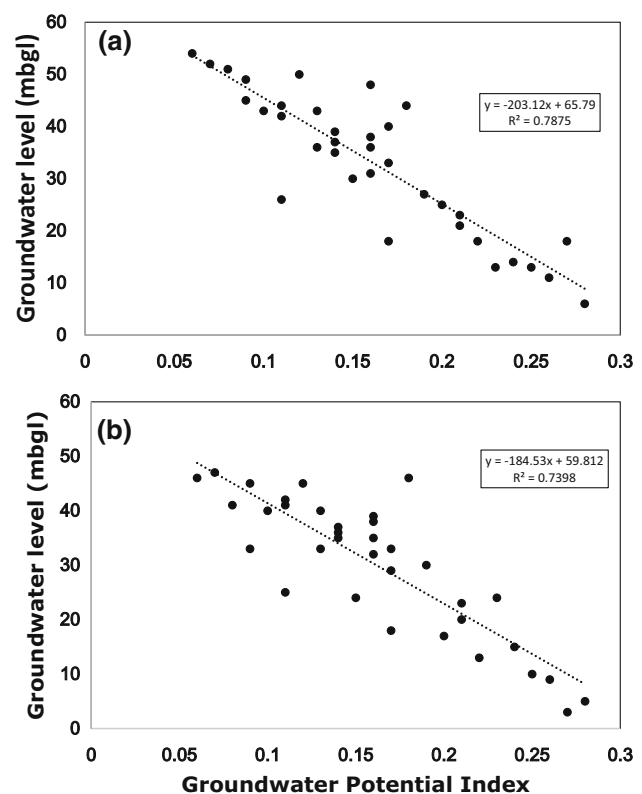 (a)
Groundwater level (mbgl)
60
50
40
30
20
10
0
y = -203.12x + 65.79
R² = 0.7875
0 0.05 0.1 0.15 0.2 0.25 0.3
(b)
Groundwater level (mbgl)
60
50
40
30
20
10
0
y = -184.53x + 59.812
R² = 0.7398
0 0.05 0.1 0.15 0.2 0.25 0.3
Groundwater Potential Index